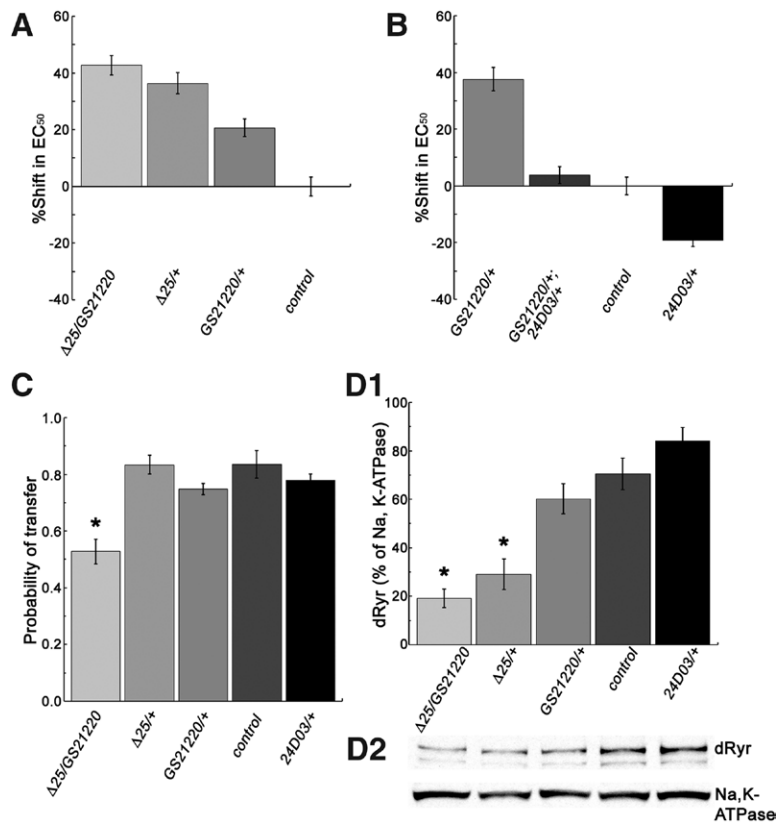 A
60
40
20
0
-20
-40
%Shift in EC50
Δ25/GS21220
Δ25/+
GS21220/+
control
B
60
40
20
0
-20
-40
%Shift in EC50
GS21220/+
GS21220/+;
24D03/+
control
24D03/+
C
1.0
0.8
0.6
0.4
0.2
0.0
Probability of transfer
*
Δ25/GS21220
Δ25/+
GS21220/+
control
24D03/+
D1
100
80
60
40
20
0
dRyr (% of Na, K-ATPase)
*
*
Δ25/GS21220
Δ25/+
GS21220/+
control
24D03/+
D2
dRyr
Na,K-
ATPase